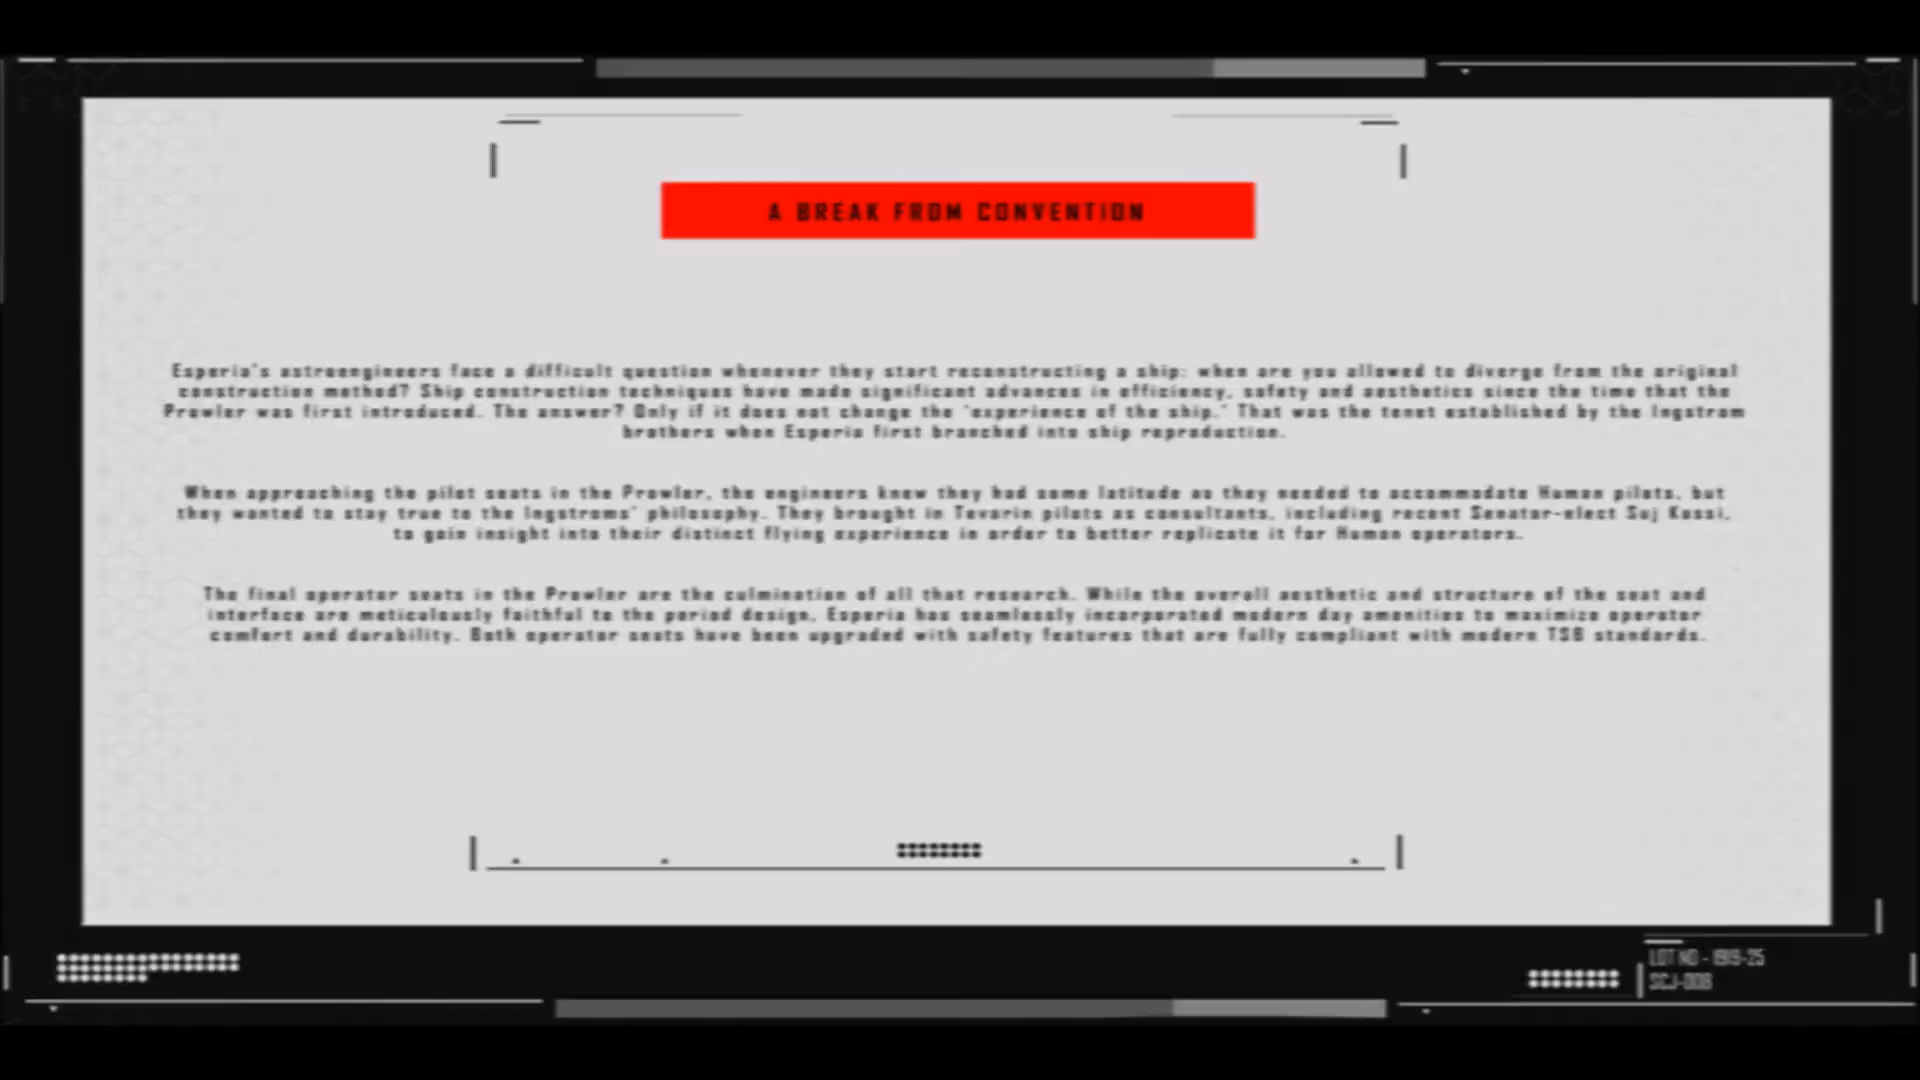 A BREAK FROM CONVENTION
Esperia's astroengineers face a difficult question whenever they start reconstructing a ship: when are you allowed to diverge from the original
construction method? Ship construction techniques have made significant advances in efficiency, safety and aesthetics since the time that the
Prowler was first introduced. The answer? Only if it does not change the "experience of the ship." That was the tenet established by the Ingstrom
brothers when Esperia first branched into ship reproduction.
When approaching the pilot seats in the Prowler, the engineers knew they had some latitude as they needed to accommodate Human pilots, but
they wanted to stay true to the Ingstroms' philosophy. They brought in Tevarin pilots as consultants, including recent Senator-elect Suj Kossi,
to gain insight into their distinct flying experience in order to better replicate it for Human operators.
The final operator seats in the Prowler are the culmination of all that research. While the overall aesthetic and structure of the seat and
interface are meticulously faithful to the period design, Esperia has seamlessly incorporated modern day amenities to maximize operator
comfort and durability. Both operator seats have been upgraded with safety features that are fully compliant with modern TSB standards.
LOT NO - 1919-25
SCJ-008